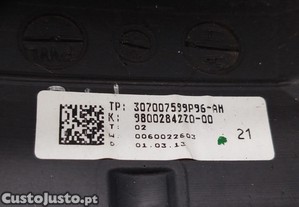 TP: 307007599P96-AH
K: 98002842Z0-00
T: 02
W 0060022603
D 01.03.13
21
custojusto.pt